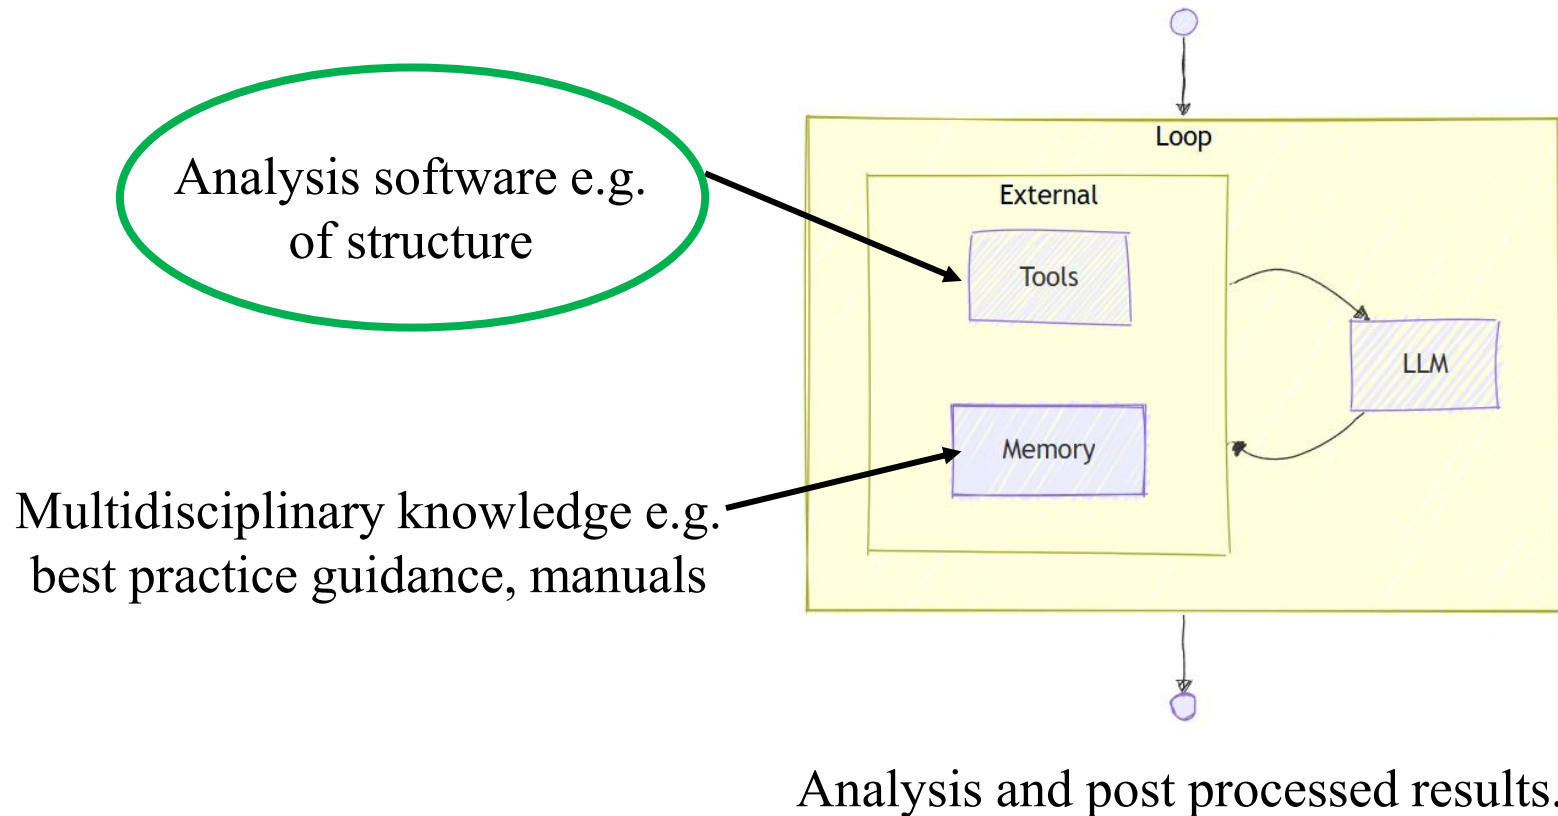 Loop
Analysis software e.g.
of structure
External
Tools
LLM
Memory
Multidisciplinary knowledge e.g.
best practice guidance, manuals
Analysis and post processed results.